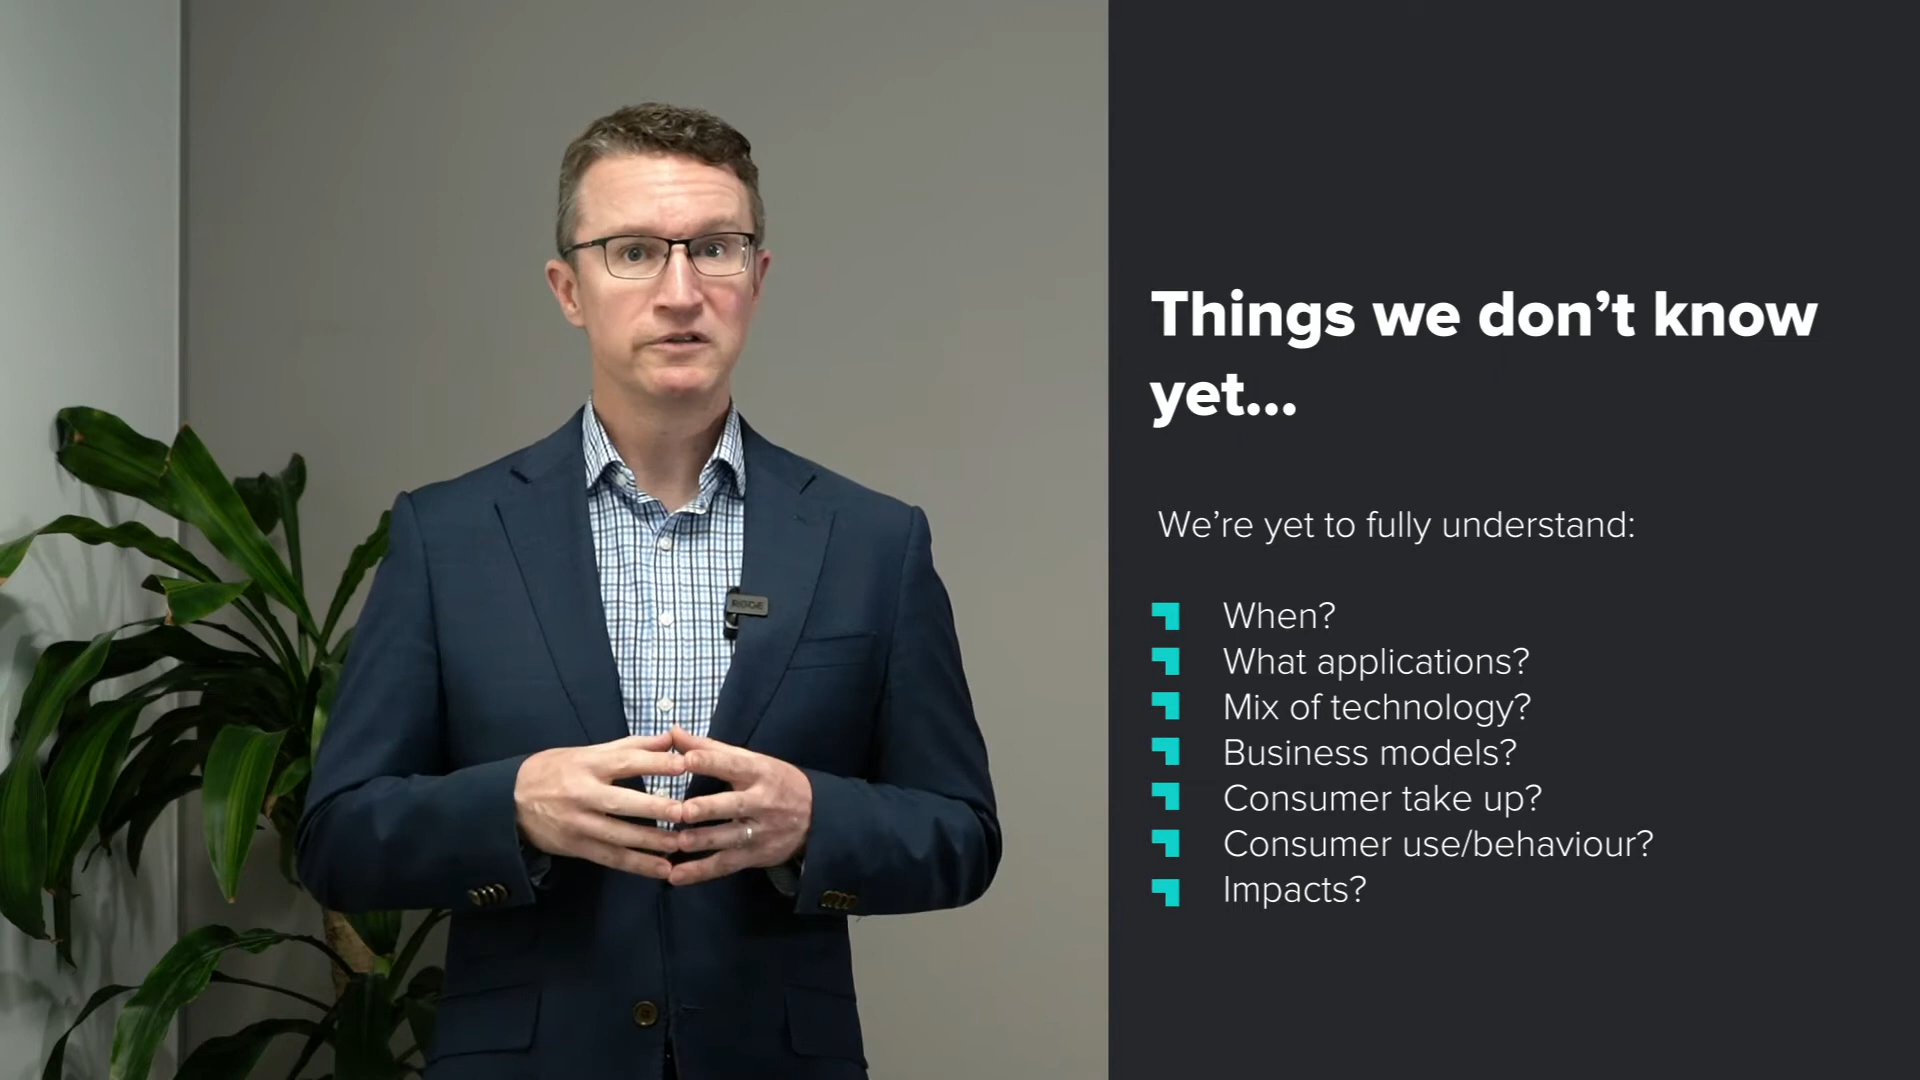 Things we don’t know
yet...
We’re yet to fully understand:
When?
What applications?
Mix of technology?
Business models?
Consumer take up?
Consumer use/behaviour?
Impacts?
RØDE